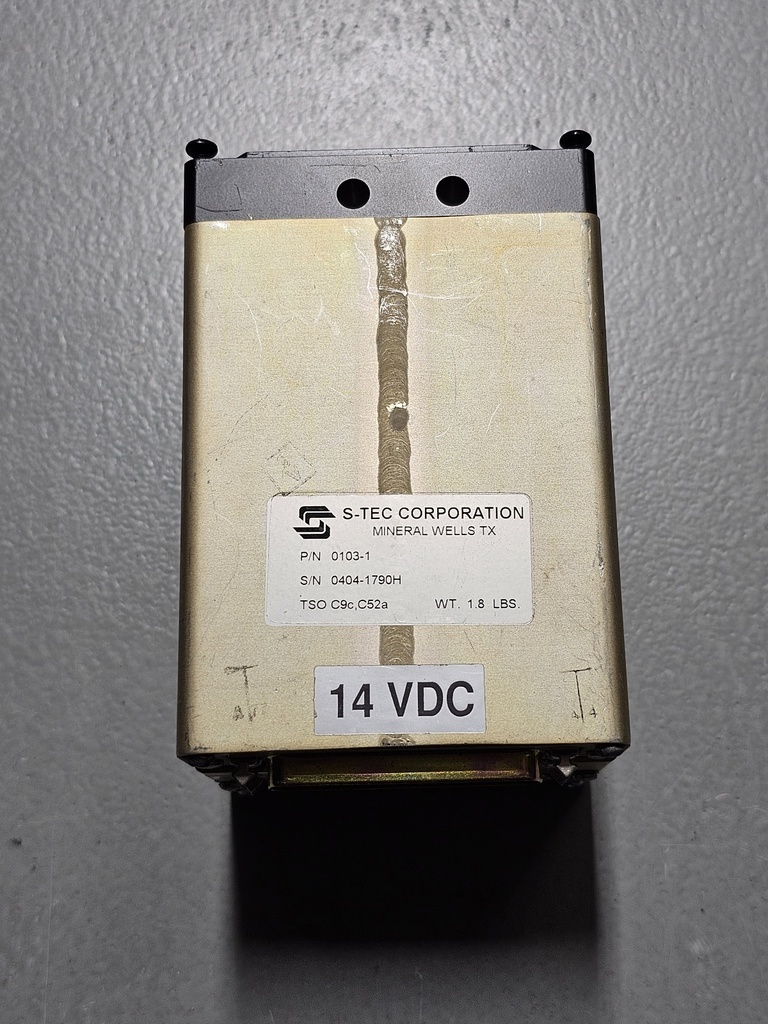 S-TEC CORPORATION
MINERAL WELLS TX
P/N 0103-1
S/N 0404-1790H
TSO C9c,C52a WT. 1.8 LBS.
14 VDC